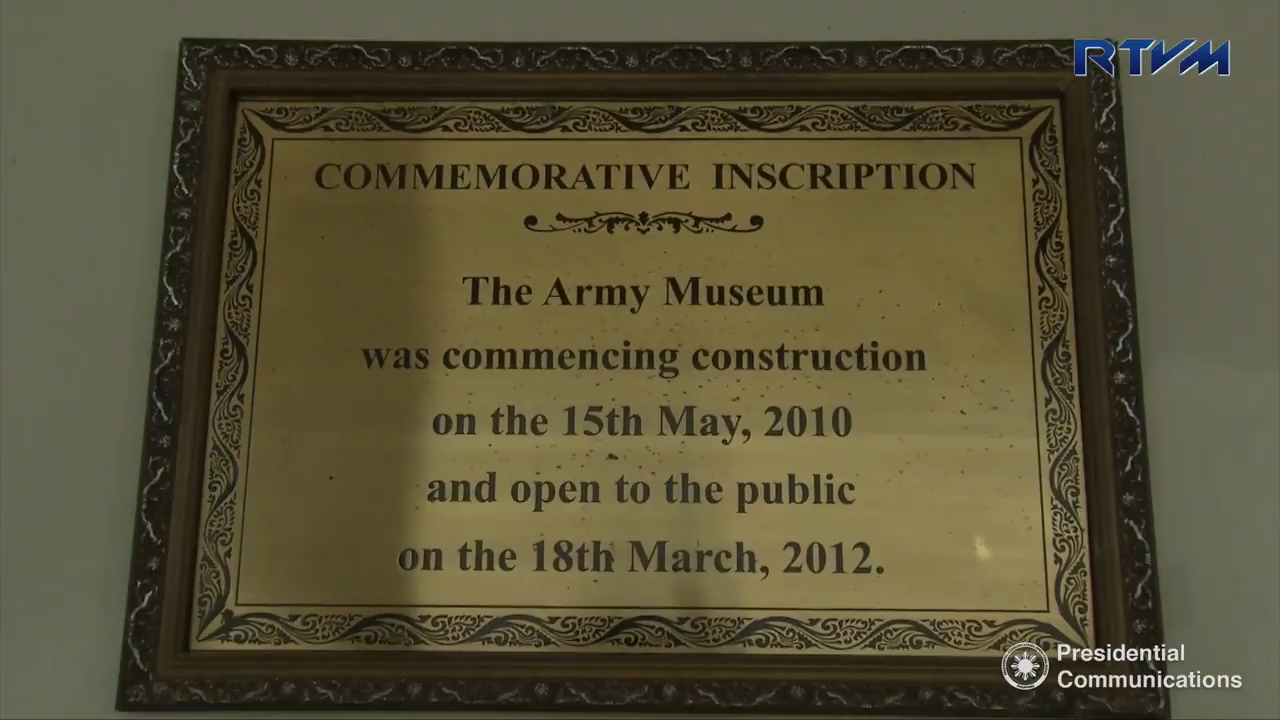 RTVM
COMMEMORATIVE INSCRIPTION
The Army Museum
was commencing construction
on the 15th May, 2010
and open to the public
on the 18th March, 2012.
Presidential
Communications